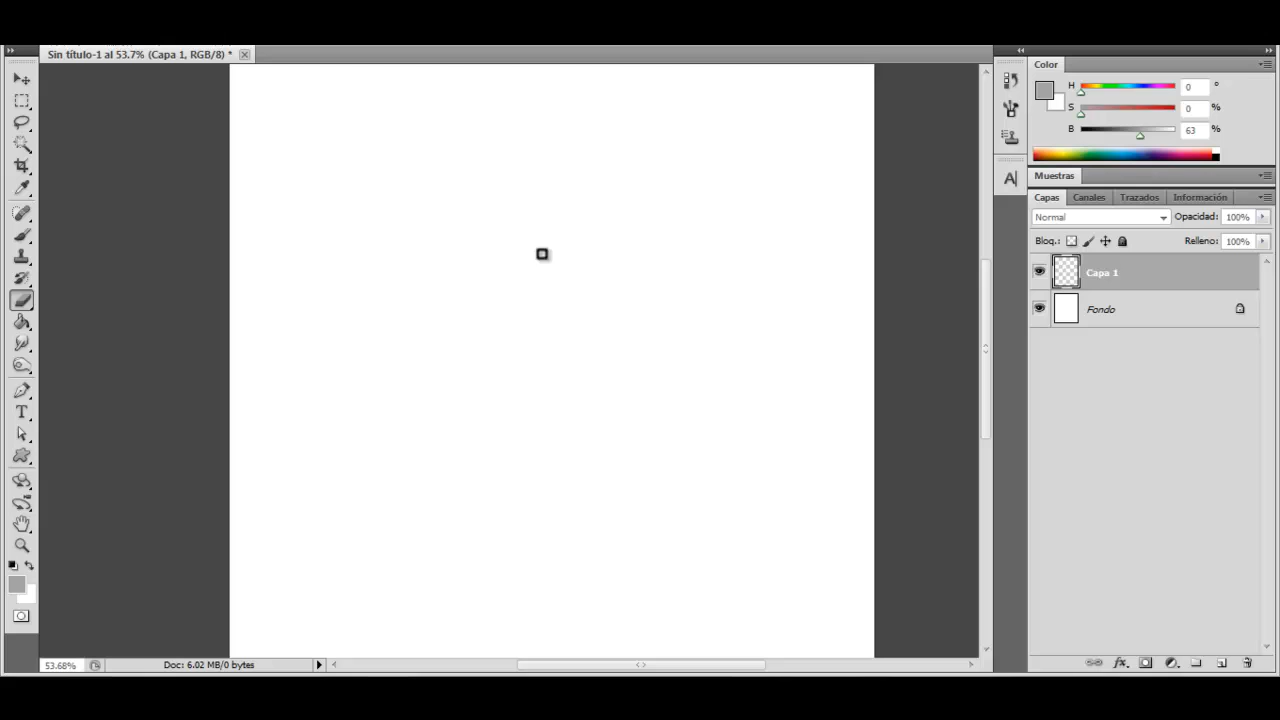 Sin título-1 al 53.7% (Capa 1, RGB/8) *
Color
H 0 °
S 0 %
B 63 %
Muestras
Capas Canales Trazados Información
Normal Opacidad: 100%
Bloq.: Relleno: 100%
Capa 1
Fondo
A
T
fx
53.68% Doc: 6.02 MB/0 bytes